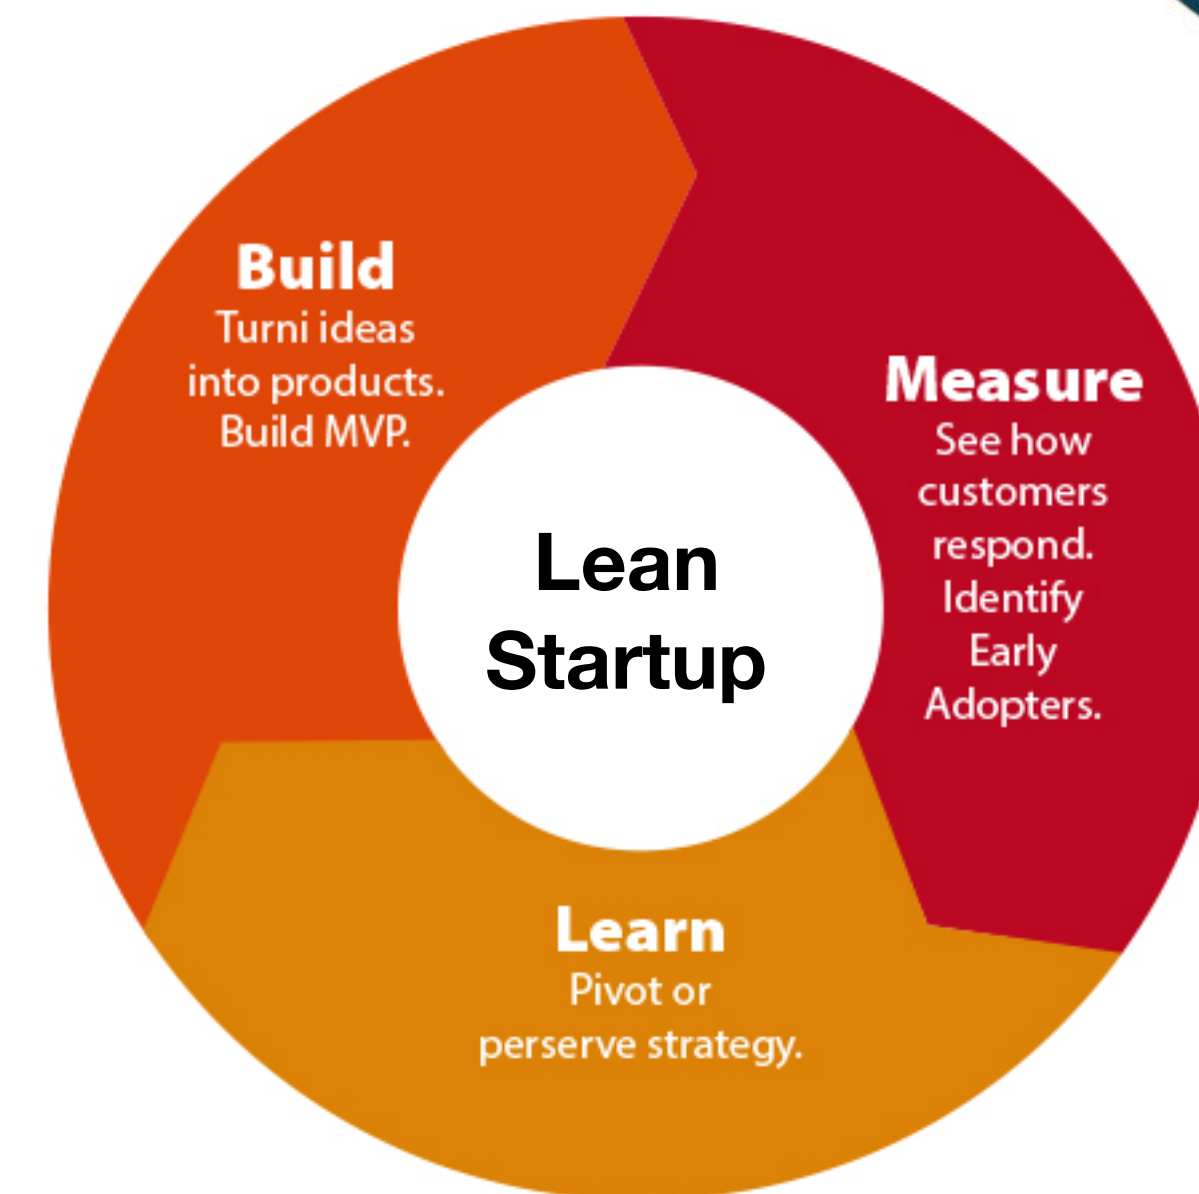 Build
Turni ideas
into products.
Build MVP.
Measure
See how
customers
respond.
Identify
Early
Adopters.
Lean
Startup
Learn
Pivot or
perserve strategy.